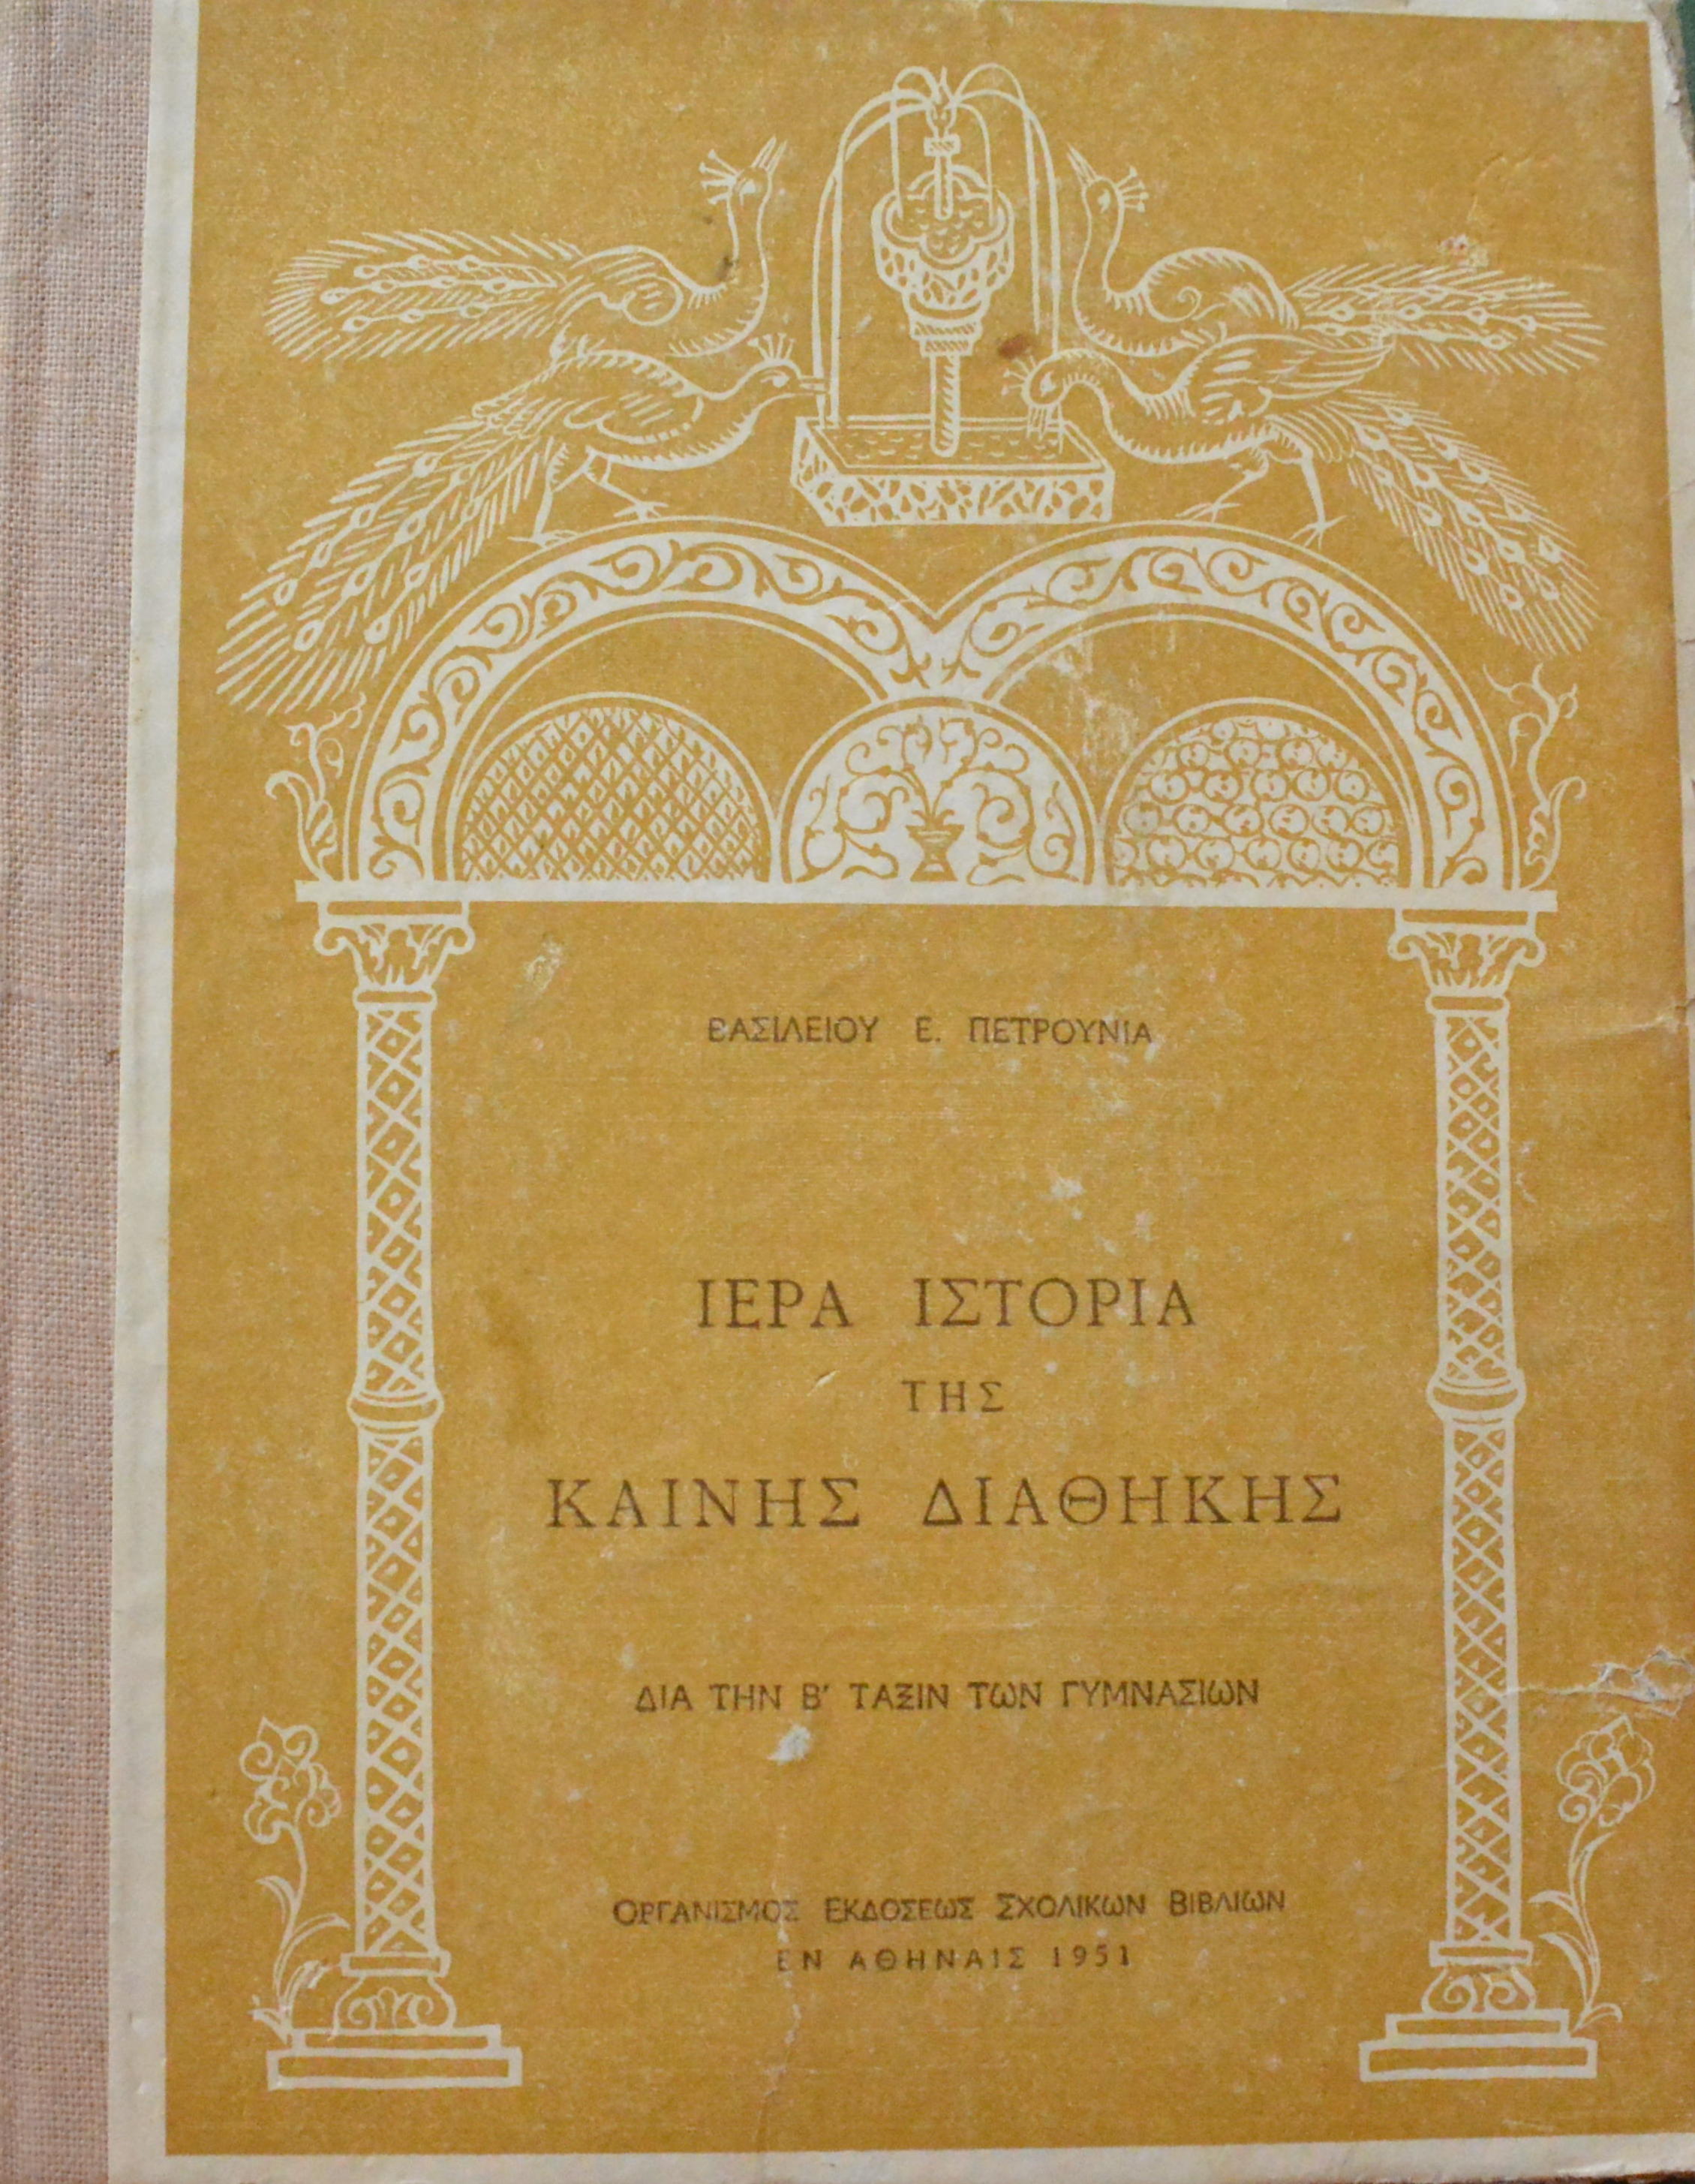 ΒΑΣΙΛΕΙΟΥ Ε. ΠΕΤΡΟΥΝΙΑ
ΙΕΡΑ ΙΣΤΟΡΙΑ
ΤΗΣ
ΚΑΙΝΗΣ ΔΙΑΘΗΚΗΣ
ΔΙΑ ΤΗΝ Β' ΤΑΞΙΝ ΤΩΝ ΓΥΜΝΑΣΙΩΝ
ΟΡΓΑΝΙΣΜΟΣ ΕΚΔΟΣΕΩΣ ΣΧΟΛΙΚΩΝ ΒΙΒΛΙΩΝ
ΕΝ ΑΘΗΝΑΙΣ 1951